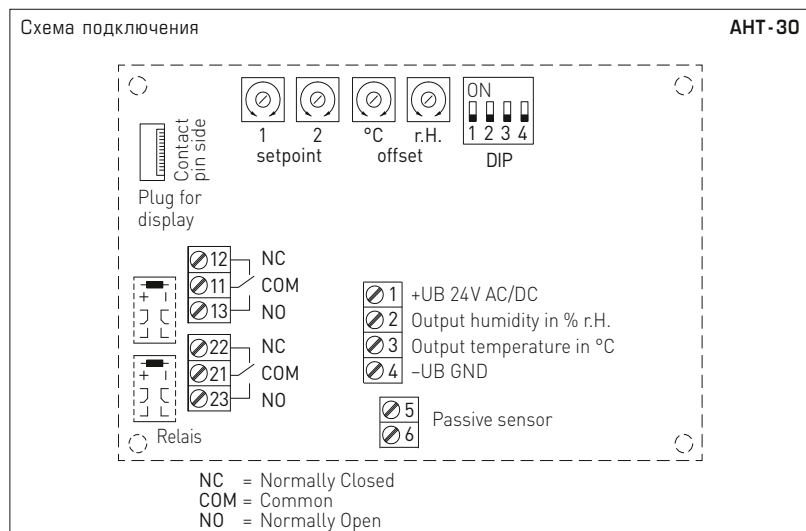 Схема подключения AHT-30
ON
1 2 3 4
DIP
1 2 °C r.H.
setpoint offset
Contact
pin side
Plug for
display
12 NC
11 COM
13 NO
+
22 NC
21 COM
23 NO
+
Relais
1 +UB 24V AC/DC
2 Output humidity in % r.H.
3 Output temperature in °C
4 –UB GND
5 Passive sensor
6
NC = Normally Closed
COM = Common
NO = Normally Open